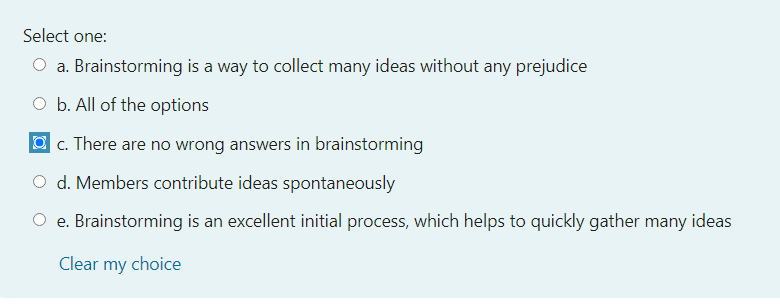 Select one:
a. Brainstorming is a way to collect many ideas without any prejudice
b. All of the options
c. There are no wrong answers in brainstorming
d. Members contribute ideas spontaneously
e. Brainstorming is an excellent initial process, which helps to quickly gather many ideas
Clear my choice